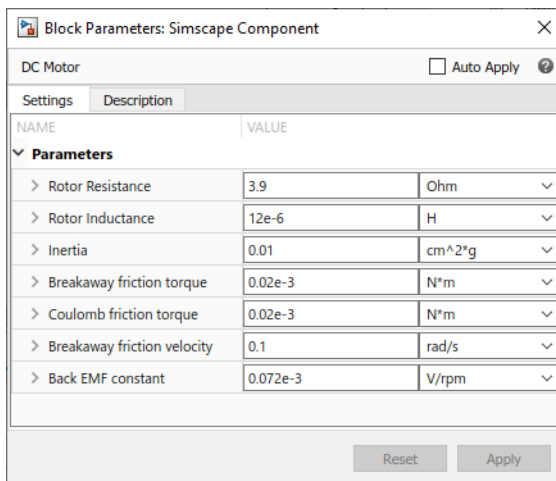 Block Parameters: Simscape Component
DC Motor Auto Apply
Settings Description
NAME VALUE
Parameters
Rotor Resistance 3.9 Ohm
Rotor Inductance 12e-6 H
Inertia 0.01 cm^2*g
Breakaway friction torque 0.02e-3 N*m
Coulomb friction torque 0.02e-3 N*m
Breakaway friction velocity 0.1 rad/s
Back EMF constant 0.072e-3 V/rpm
Reset Apply